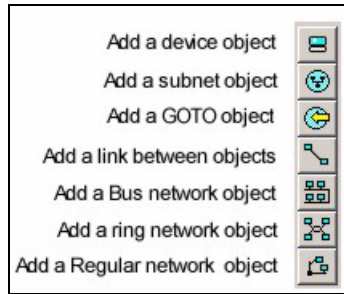 Add a device object
Add a subnet object
Add a GOTO object
Add a link between objects
Add a Bus network object
Add a ring network object
Add a Regular network object